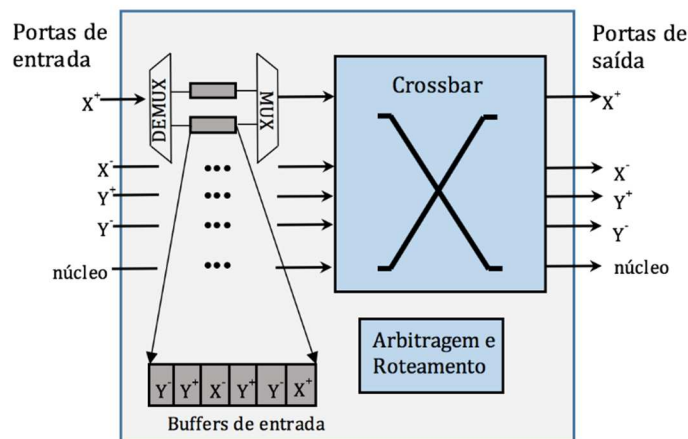 Portas de
entrada
Portas de
saída
X⁺
DEMUX
MUX
Crossbar
X⁺
X⁻
X⁻
Y⁺
Y⁺
Y⁻
Y⁻
núcleo
núcleo
Arbitragem e
Roteamento
Y⁻ Y⁺ X⁻ Y⁺ Y⁻ X⁺
Buffers de entrada